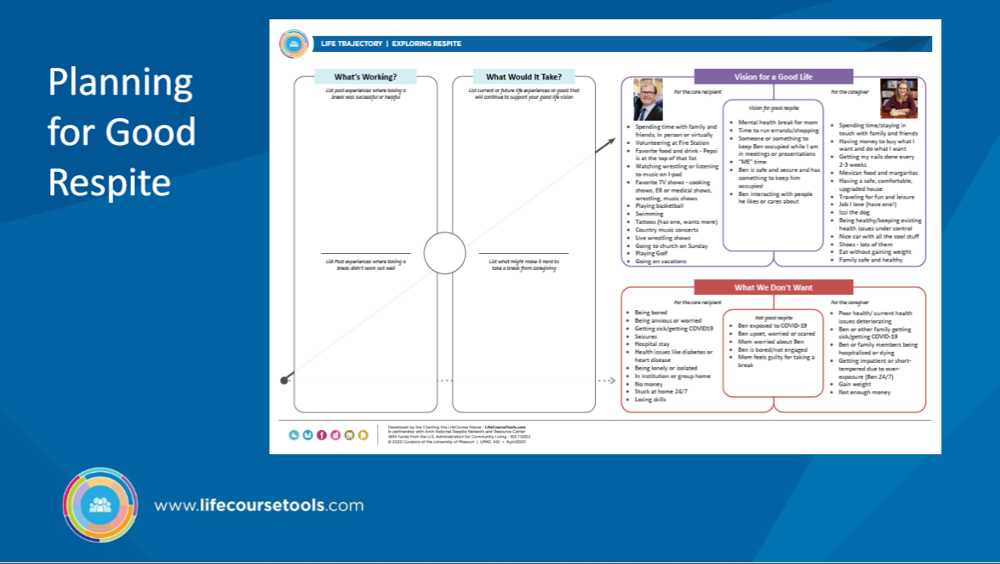 Planning
for Good
Respite
LIFE TRAJECTORY | EXPLORING RESPITE
What's Working?
List past experiences where taking a
break was successful or helpful
List Past experiences where taking a
break didn't work out well
What Would It Take?
List current or future life experiences or goals that
will continue to support your good life vision
List what might make it hard to
take a break from caregiving
Vision for a Good Life
For the care recipient
• Spending time with family and
friends, in person or virtually
• Volunteering at Fire Station
• Favorite food and drink - Pepsi
is at the top of that list
• Watching wrestling or listening
to music on I-pad
• Favorite TV shows - cooking
shows, ER or medical shows,
wrestling, music shows
• Playing basketball
• Swimming
• Tattoos (has one, wants more)
• Country music concerts
• Live wrestling shows
• Going to church on Sunday
• Playing Golf
• Going on vacations
Vision for good respite
• Mental health break for mom
• Time to run errands/shopping
• Someone or something to
keep Ben occupied while I am
in meetings or presentations
• "ME" time
• Ben is safe and secure and has
something to keep him
occupied
• Ben interacting with people
he likes or cares about
For the caregiver
• Spending time/staying in
touch with family and friends
• Having money to buy what I
want and do what I want
• Getting my nails done every
2-3 weeks
• Mexican food and margaritas
• Having a safe, comfortable,
upgraded house
• Traveling for fun and leisure
• Job I love (have one!)
• Izzi the dog
• Being healthy/keeping existing
health issues under control
• Nice car with all the cool stuff
• Shoes - lots of them
• Eat without gaining weight
• Family safe and healthy
What We Don't Want
For the care recipient
• Being bored
• Being anxious or worried
• Getting sick/getting COVID19
• Seizures
• Hospital stay
• Health issues like diabetes or
heart disease
• Being lonely or isolated
• In institution or group home
• No money
• Stuck at home 24/7
• Losing skills
Not good respite
• Ben exposed to COVID-19
• Ben upset, worried or scared
• Mom worried about Ben
• Ben is bored/not engaged
• Mom feels guilty for taking a
break
For the caregiver
• Poor health/ current health
issues deteriorating
• Ben or other family getting
sick/getting COVID-19
• Ben or family members being
hospitalized or dying
• Getting impatient or short-
tempered due to over-
exposure (Ben 24/7)
• Gain weight
• Not enough money
Developed by the Charting the LifeCourse Nexus - LifeCourseTools.com
In partnership with Arch National Respite Network and Resource Center
With funds from the U.S. Administration for Community Living - 90LT0002
© 2020 Curators of the University of Missouri | UMKC IHD • April2020
www.lifecoursetools.com